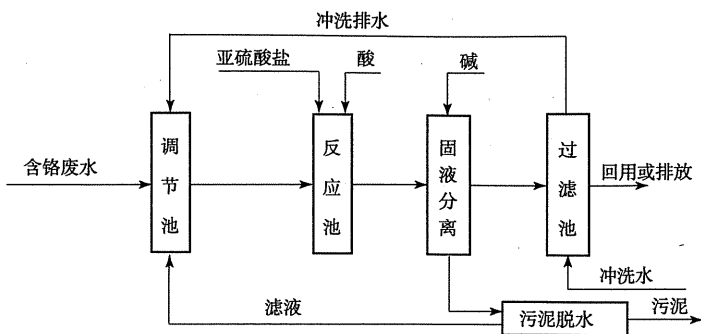 冲洗排水
亚硫酸盐
酸
碱
含铬废水
调节池
反应池
固液分离
过滤池
回用或排放
冲洗水
滤液
污泥脱水
污泥